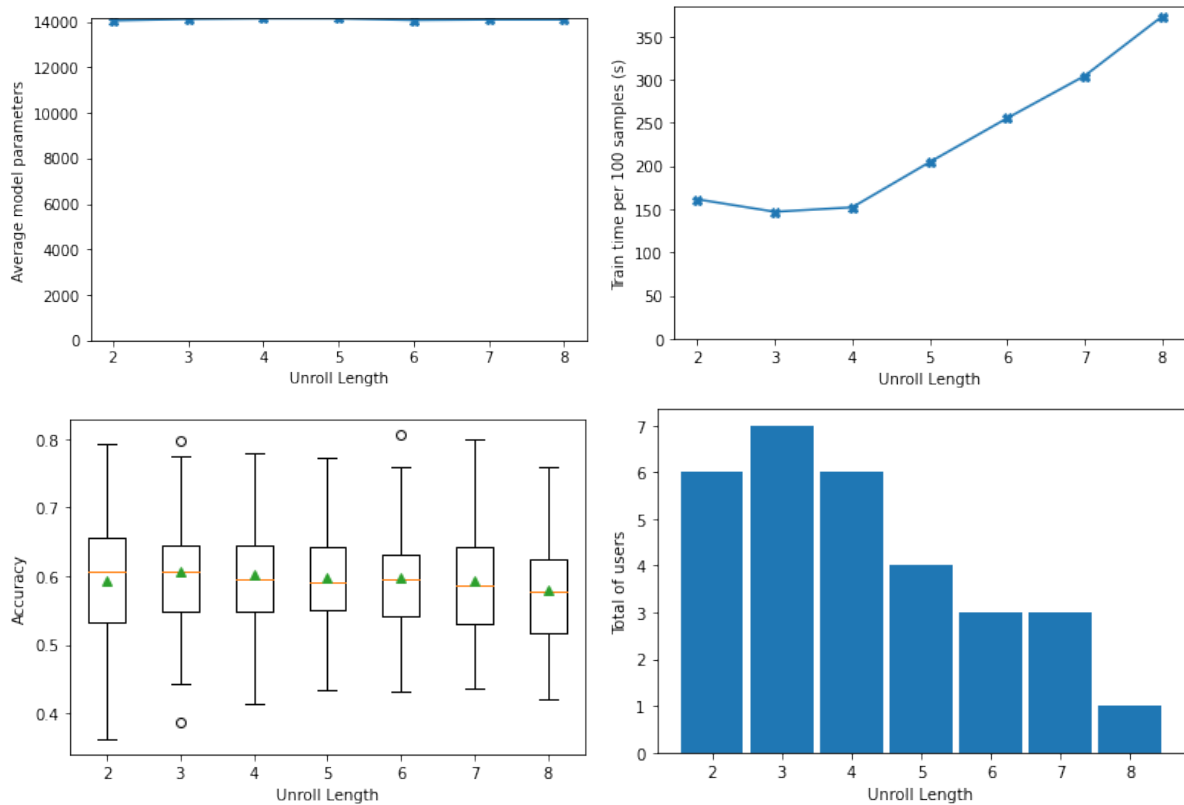 Average model parameters
14000
12000
10000
8000
6000
4000
2000
0
2 3 4 5 6 7 8
Unroll Length
Train time per 100 samples (s)
350
300
250
200
150
100
50
0
2 3 4 5 6 7 8
Unroll Length
Accuracy
0.8
0.7
0.6
0.5
0.4
2 3 4 5 6 7 8
Unroll Length
Total of users
7
6
5
4
3
2
1
0
2 3 4 5 6 7 8
Unroll Length